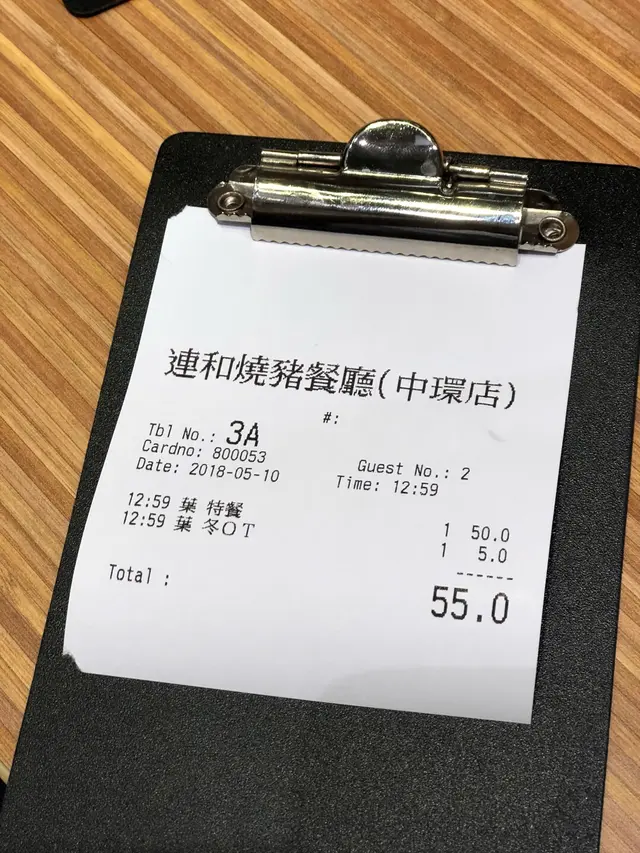 連和燒豬餐廳(中環店)
#:
Tbl No.: 3A
Cardno: 800053
Guest No.: 2
Date: 2018-05-10
Time: 12:59
12:59 葉 特餐 1 50.0
12:59 葉 冬OT 1 5.0
------
Total : 55.0